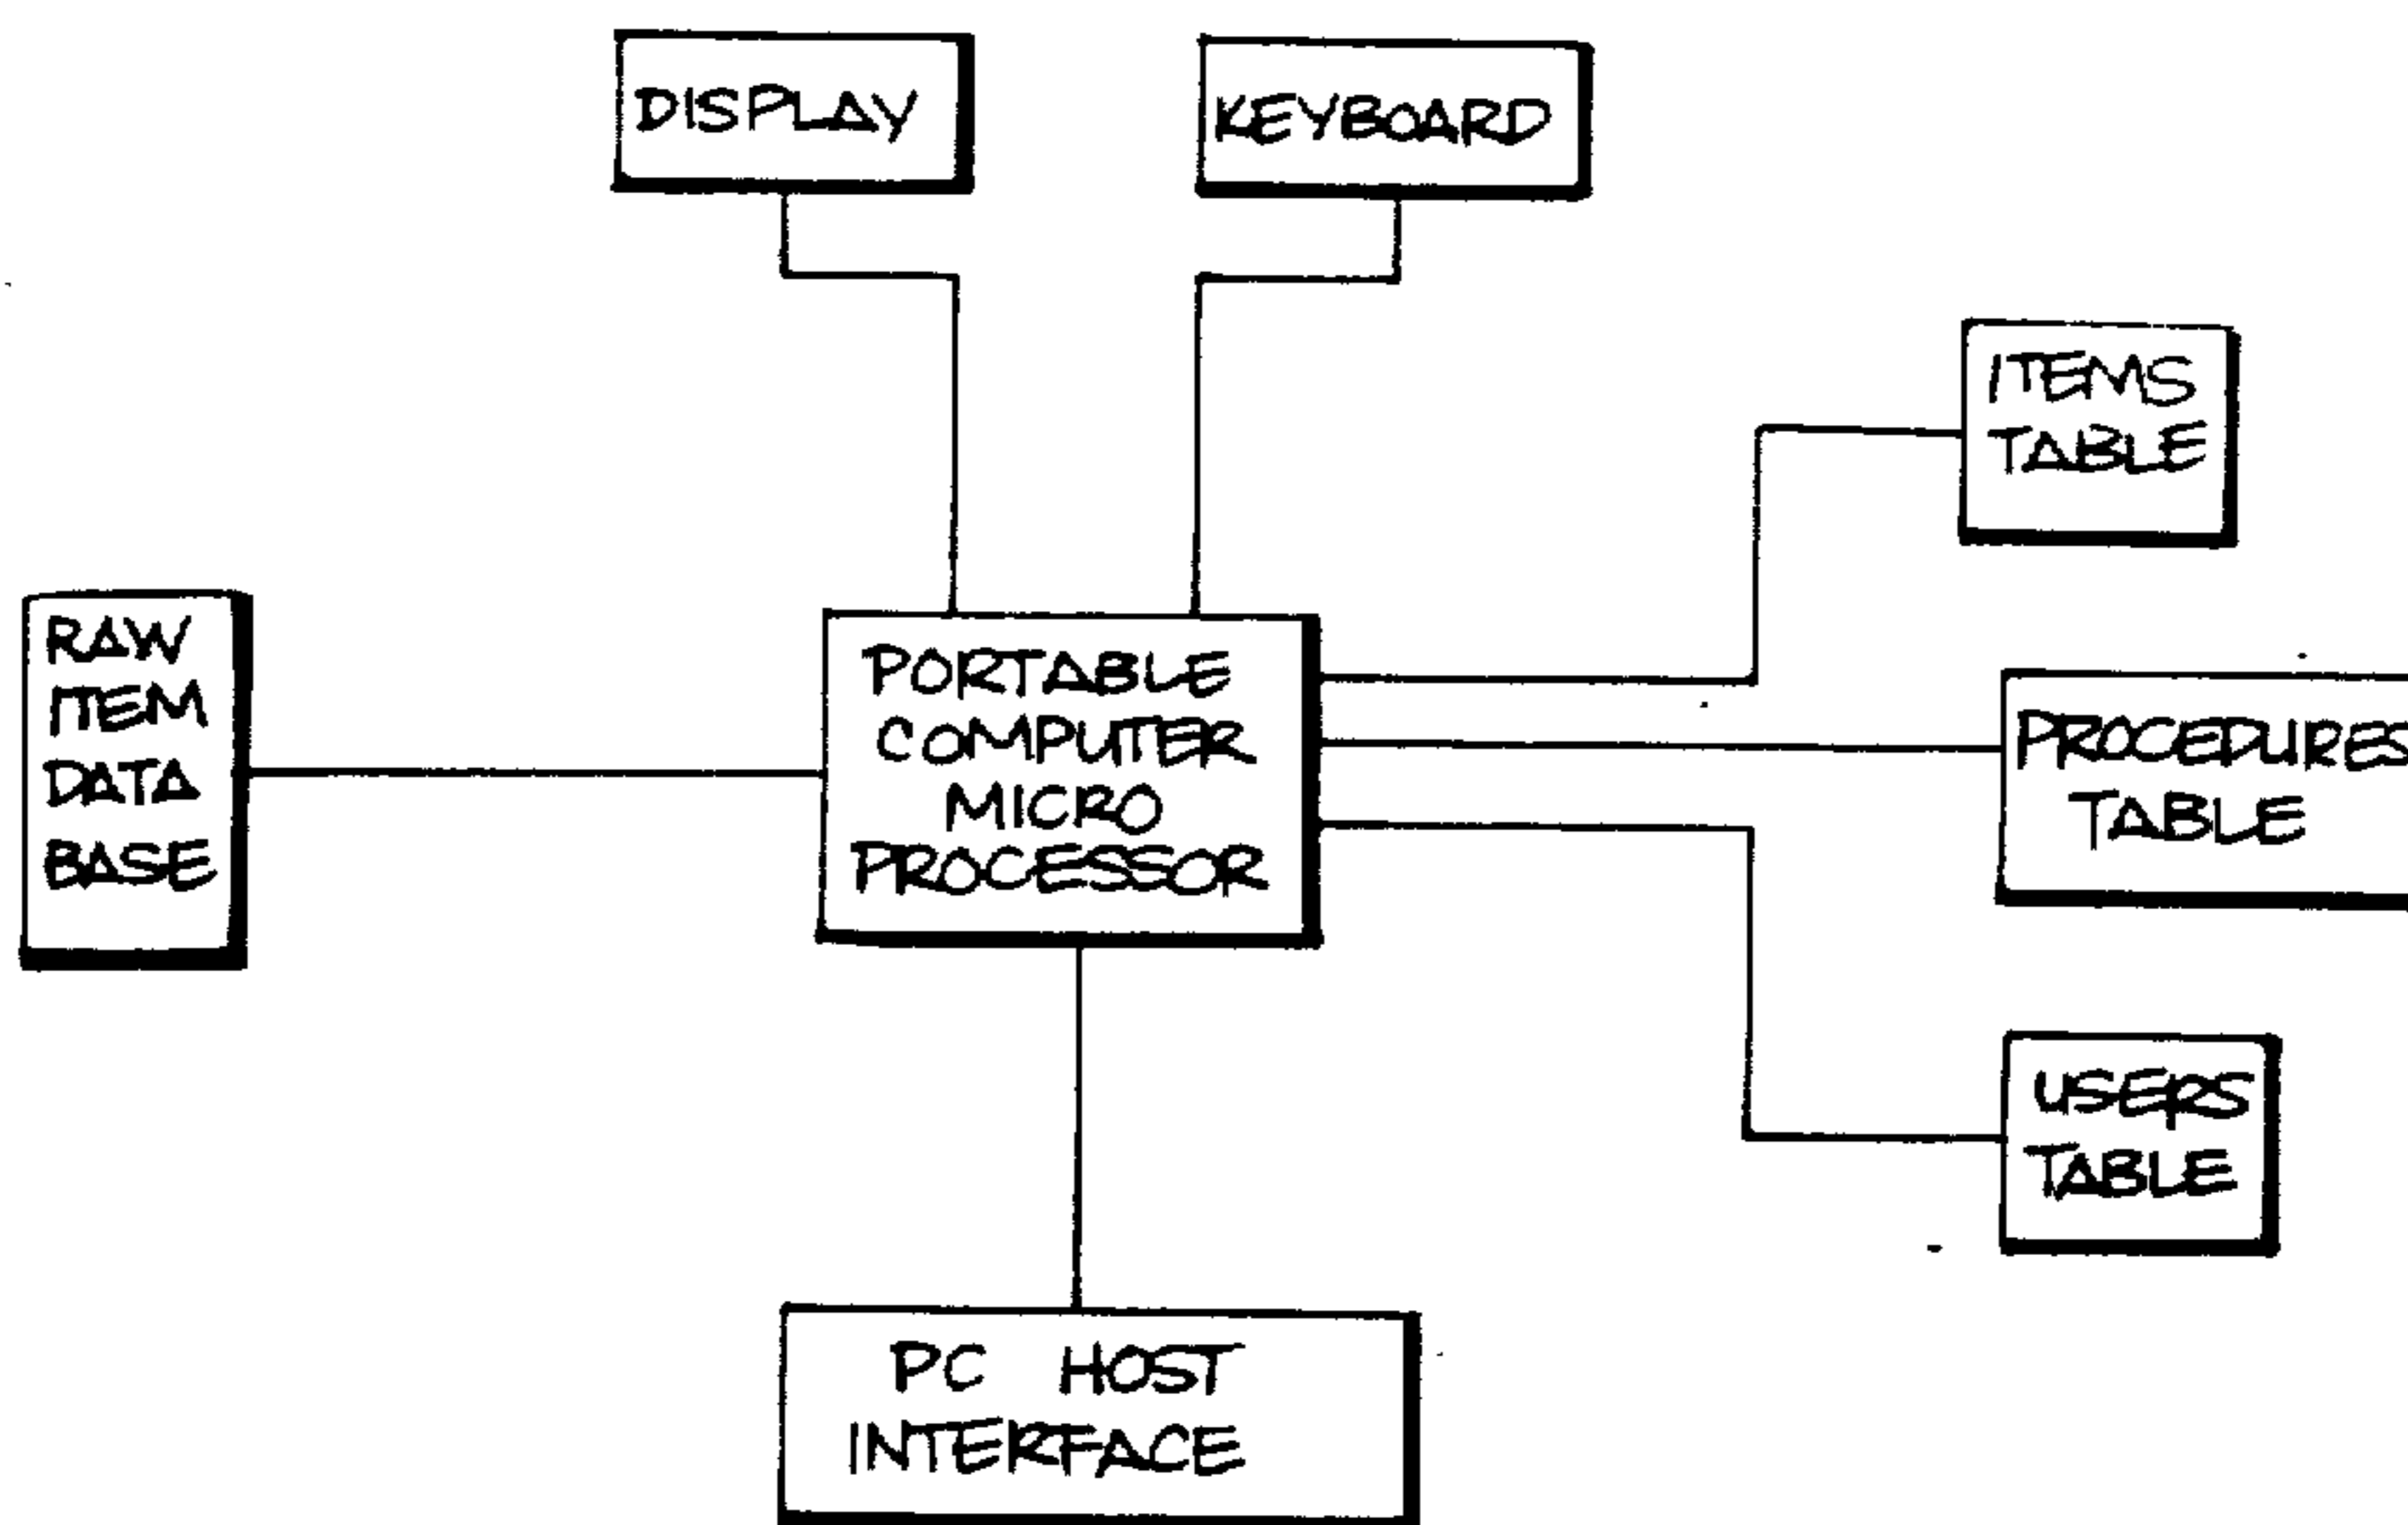 DISPLAY
KEYBOARD
ITEMS
TABLE
RAW
ITEM
DATA
BASE
PORTABLE
COMPUTER
MICRO
PROCESSOR
PROCEDURES
TABLE
USERS
TABLE
PC HOST
INTERFACE